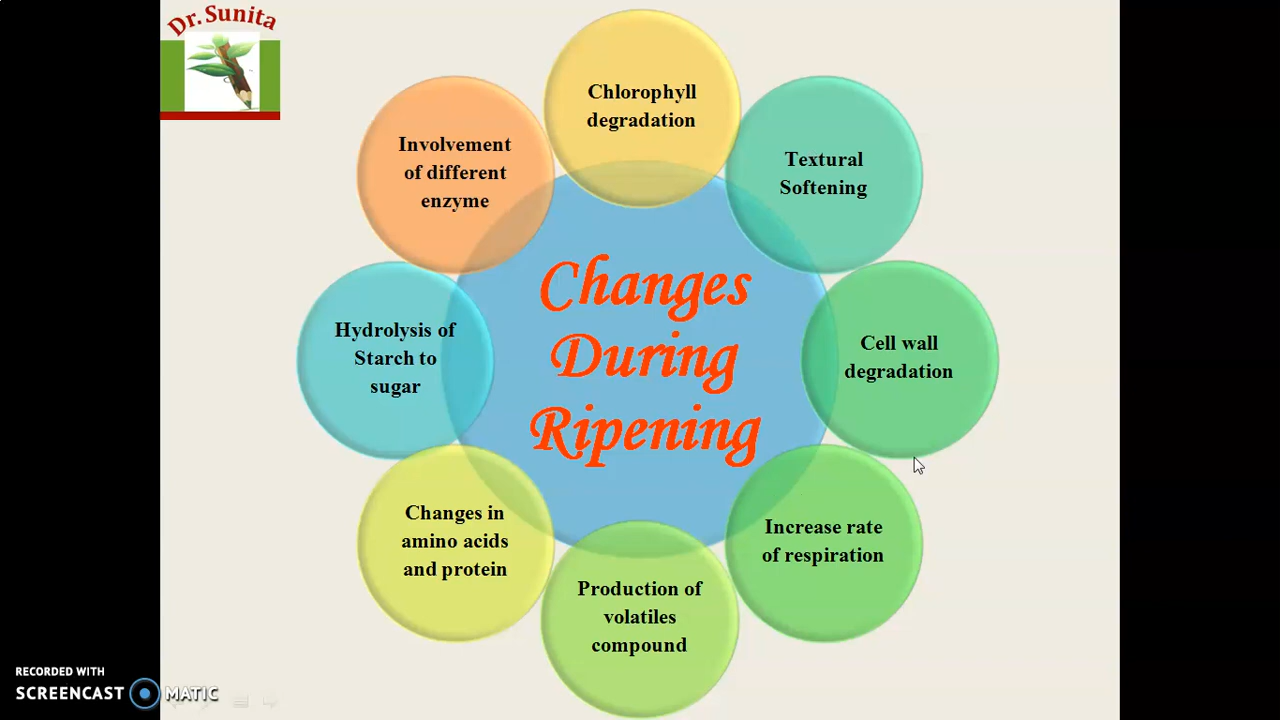 Dr. Sunita
Chlorophyll
degradation
Textural
Softening
Cell wall
degradation
Increase rate
of respiration
Production of
volatiles
compound
Changes in
amino acids
and protein
Hydrolysis of
Starch to
sugar
Involvement
of different
enzyme
Changes
During
Ripening
RECORDED WITH
SCREENCAST MATIC